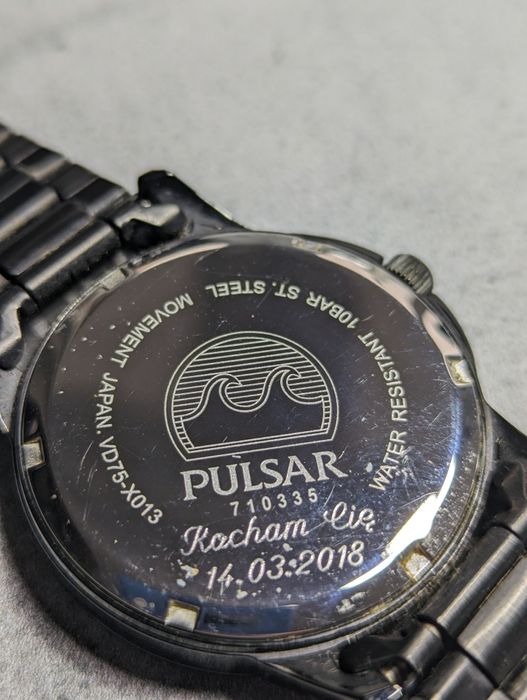 WATER RESISTANT 10BAR ST. STEEL MOVEMENT JAPAN VD75-X013
PULSAR
710335
Kocham Cię
14.03.2018